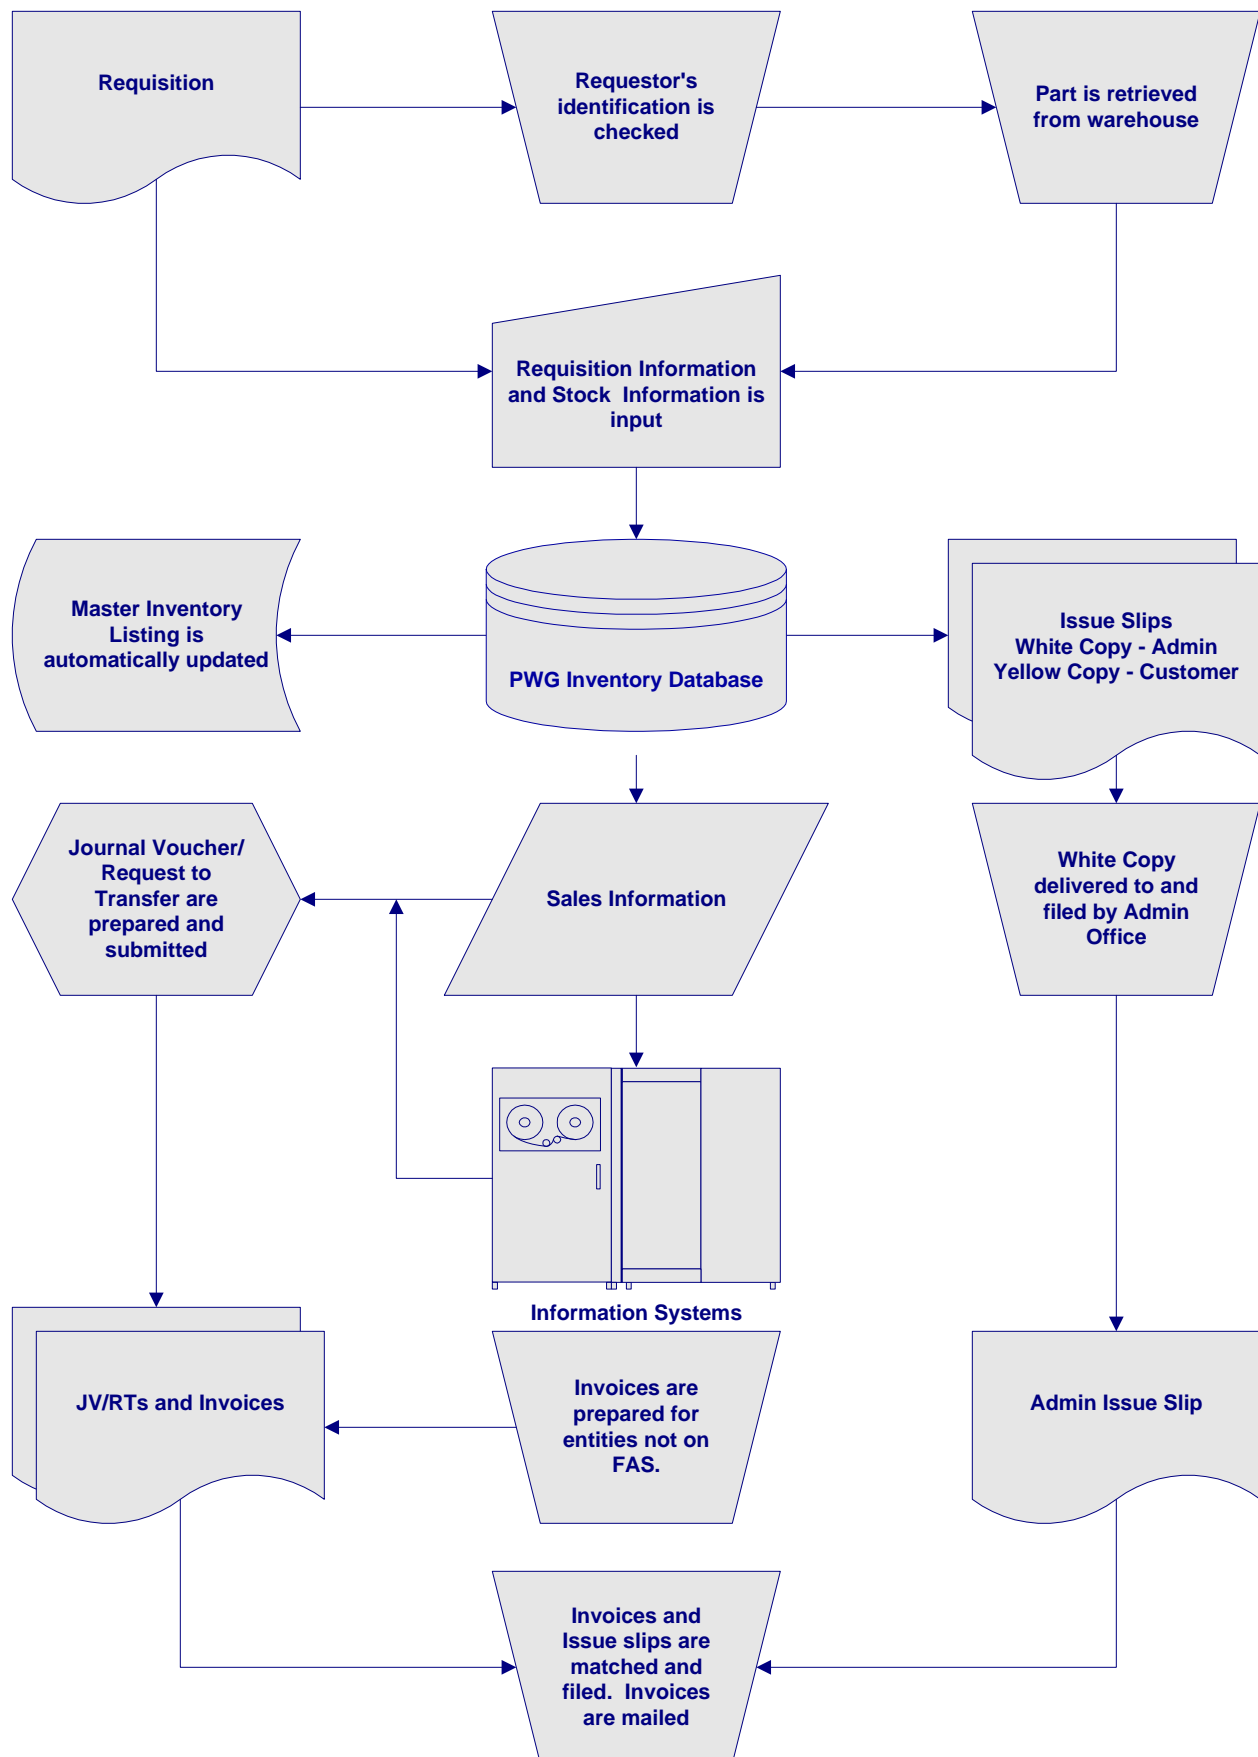 Requisition
Requestor's
identification is
checked
Part is retrieved
from warehouse
Requisition Information
and Stock  Information is
input
Master Inventory
Listing is
automatically updated
PWG Inventory Database
Issue Slips
White Copy - Admin
Yellow Copy - Customer
Journal Voucher/
Request to
Transfer are
prepared and
submitted
Sales Information
White Copy
delivered to and
filed by Admin
Office
Information Systems
JV/RTs and Invoices
Invoices are
prepared for
entities not on
FAS.
Admin Issue Slip
Invoices and
Issue slips are
matched and
filed.  Invoices
are mailed